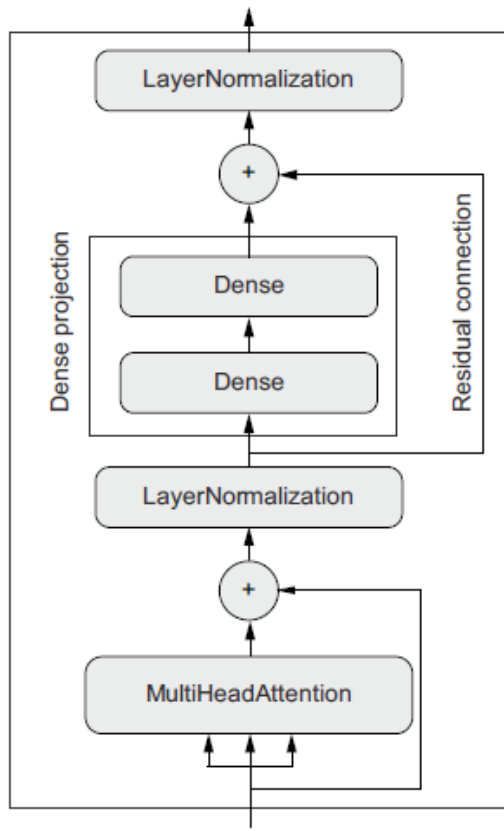 LayerNormalization
+
Dense projection
Dense
Dense
Residual connection
LayerNormalization
+
MultiHeadAttention